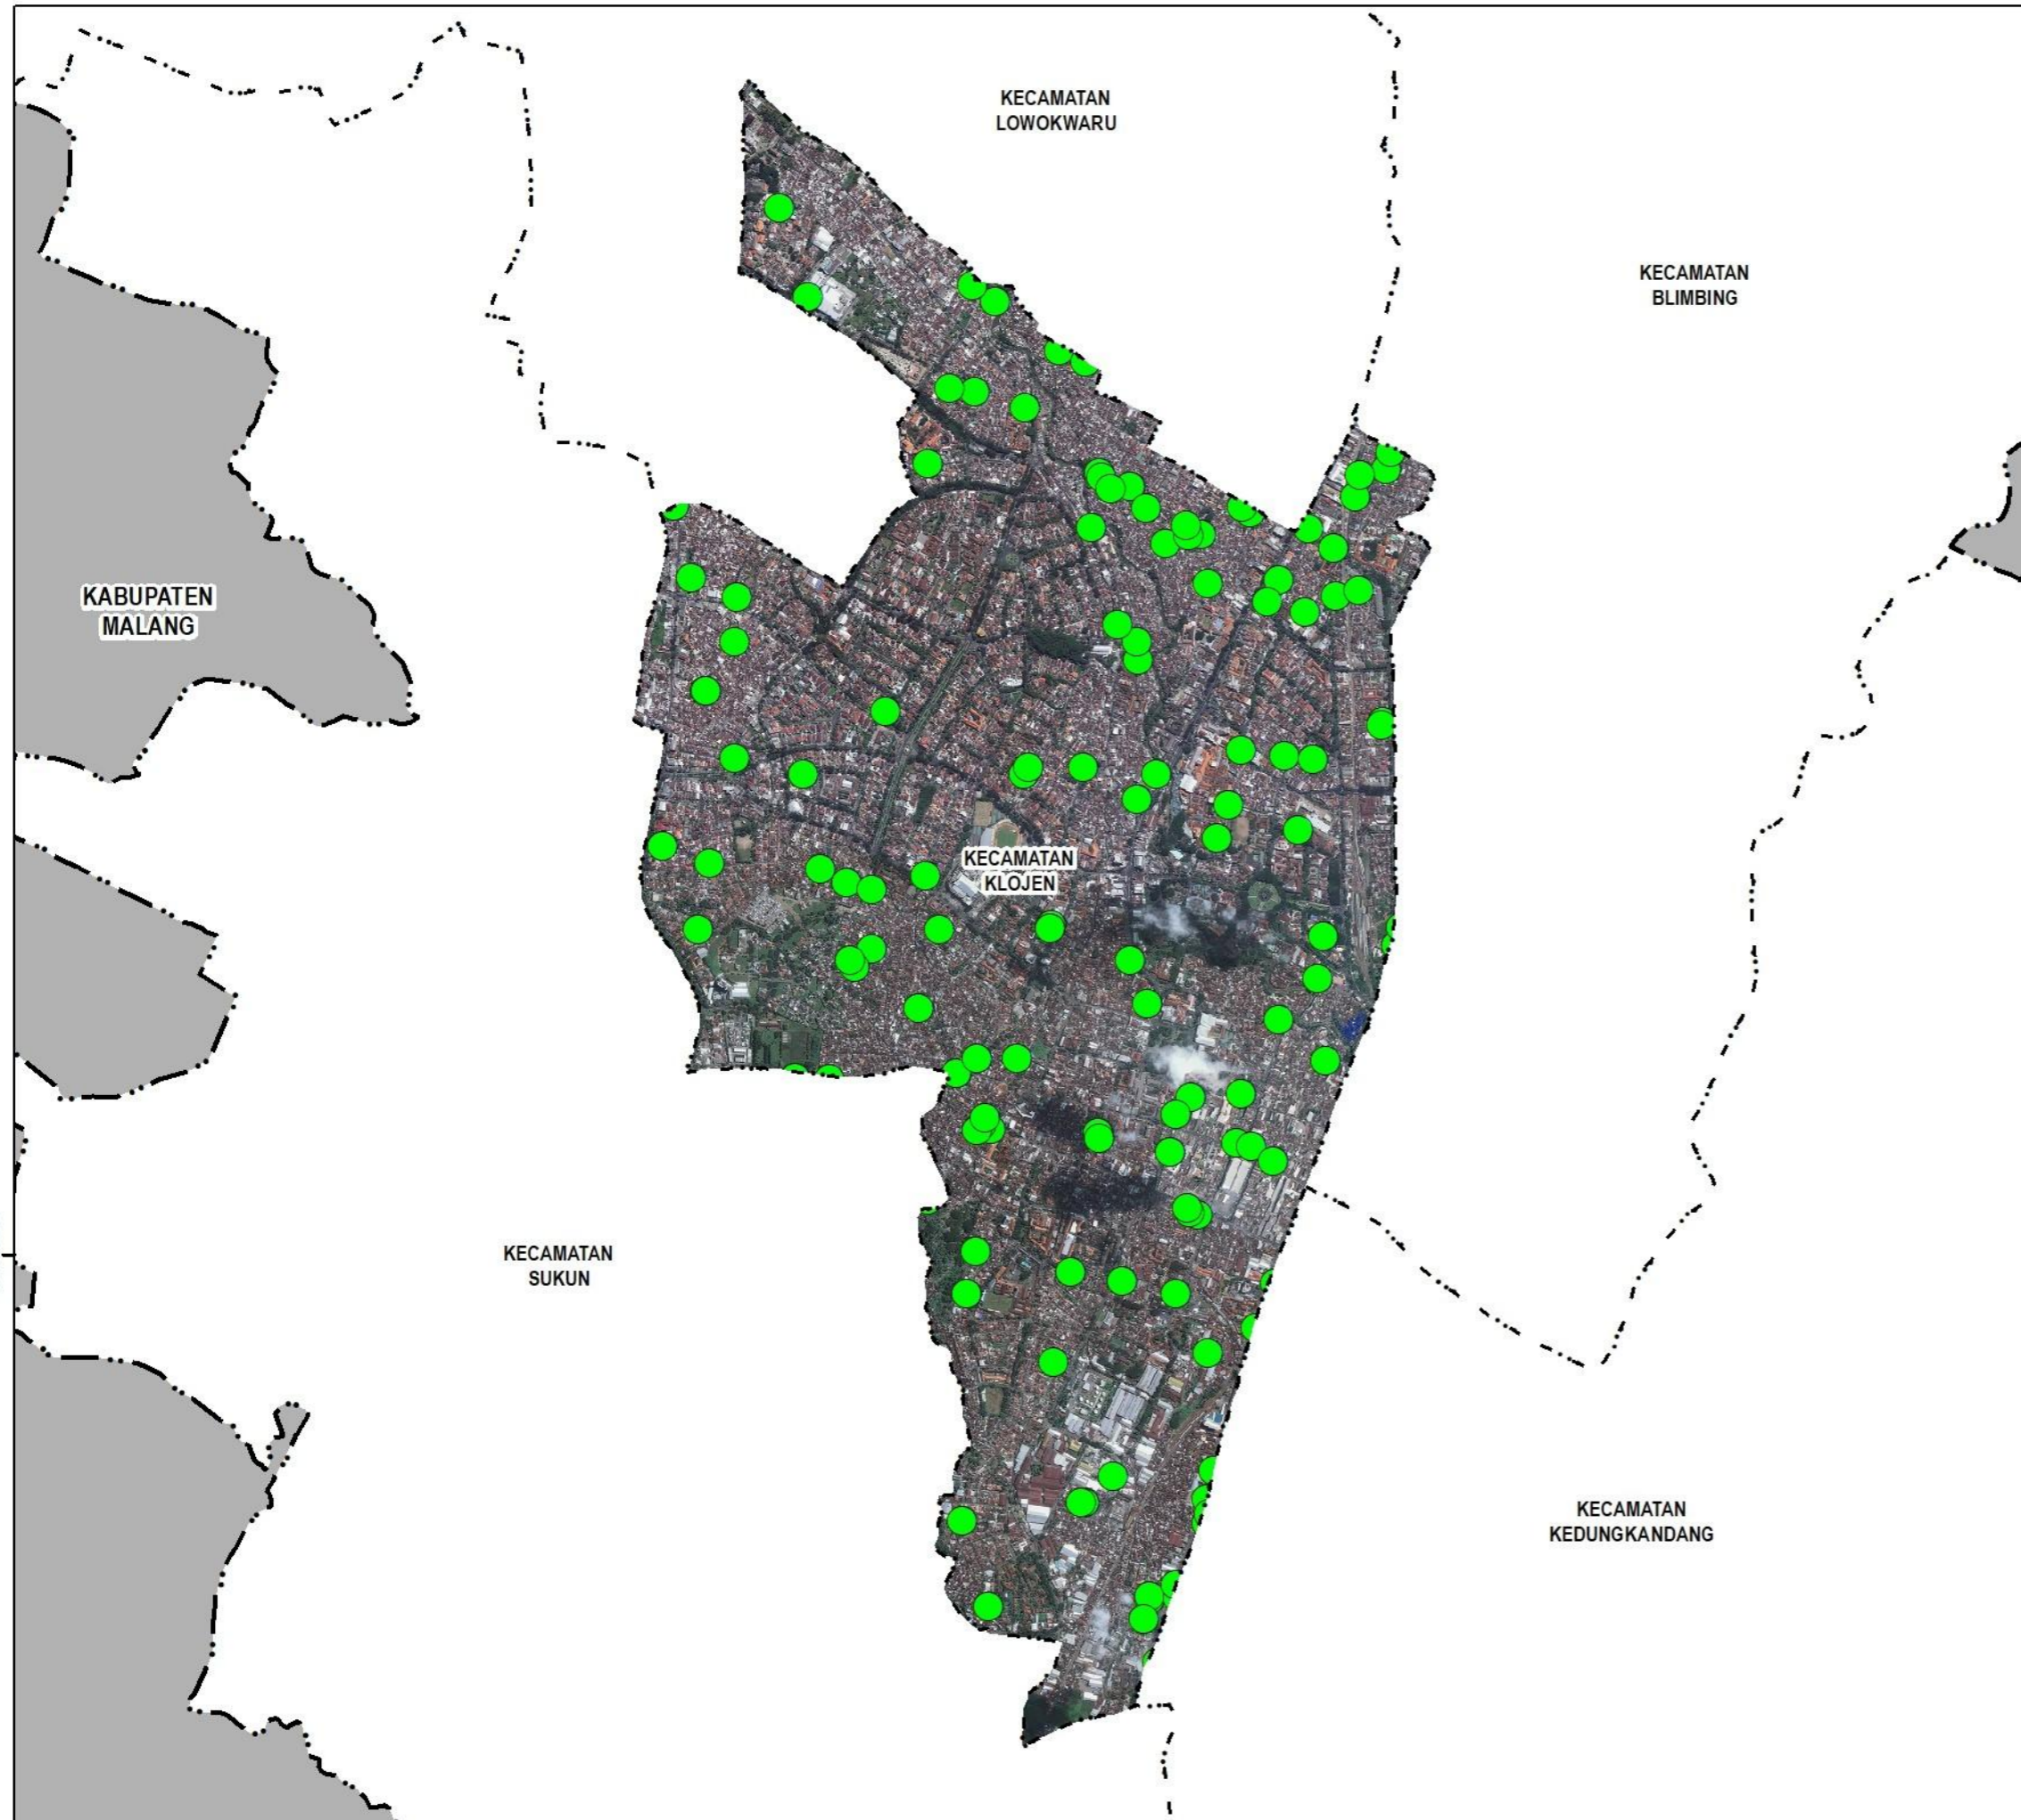 KECAMATAN
LOWOKWARU
KECAMATAN
BLIMBING
KABUPATEN
MALANG
KECAMATAN
KLOJEN
KECAMATAN
SUKUN
KECAMATAN
KEDUNGKANDANG